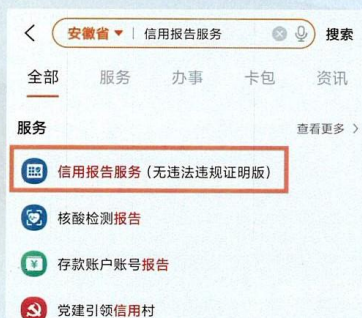 安徽省 信用报告服务 搜索
全部 服务 办事 卡包 资讯
服务 查看更多
信用报告服务（无违法违规证明版）
核酸检测报告
存款账户账号报告
党建引领信用村